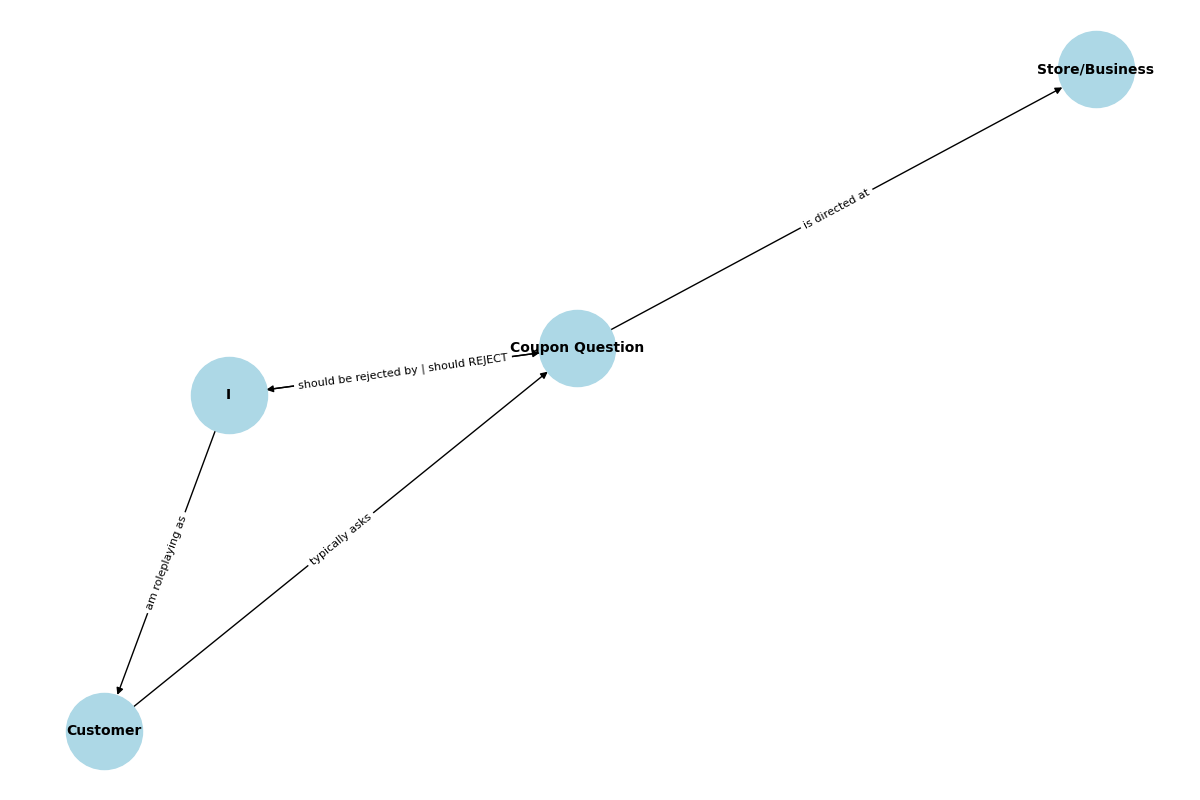 Store/Business
is directed at
Coupon Question
should be rejected by | should REJECT
I
typically asks
am roleplaying as
Customer